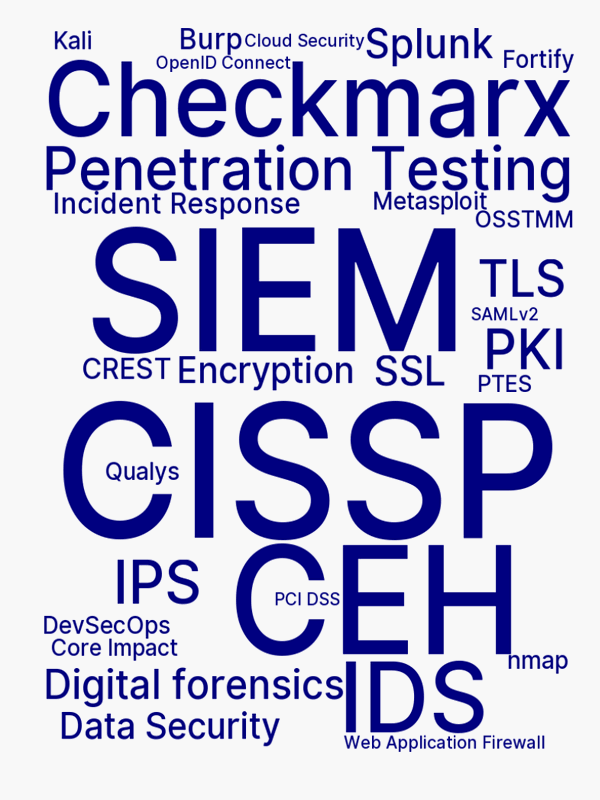 Kali
Burp
Cloud Security
Splunk
OpenID Connect
Fortify
Checkmarx
Penetration Testing
Incident Response
Metasploit
OSSTMM
SIEM
TLS
SAMLv2
PKI
CREST
Encryption
SSL
PTES
CISSP
Qualys
CEH
IPS
PCI DSS
DevSecOps
Core Impact
nmap
Digital forensics
IDS
Data Security
Web Application Firewall